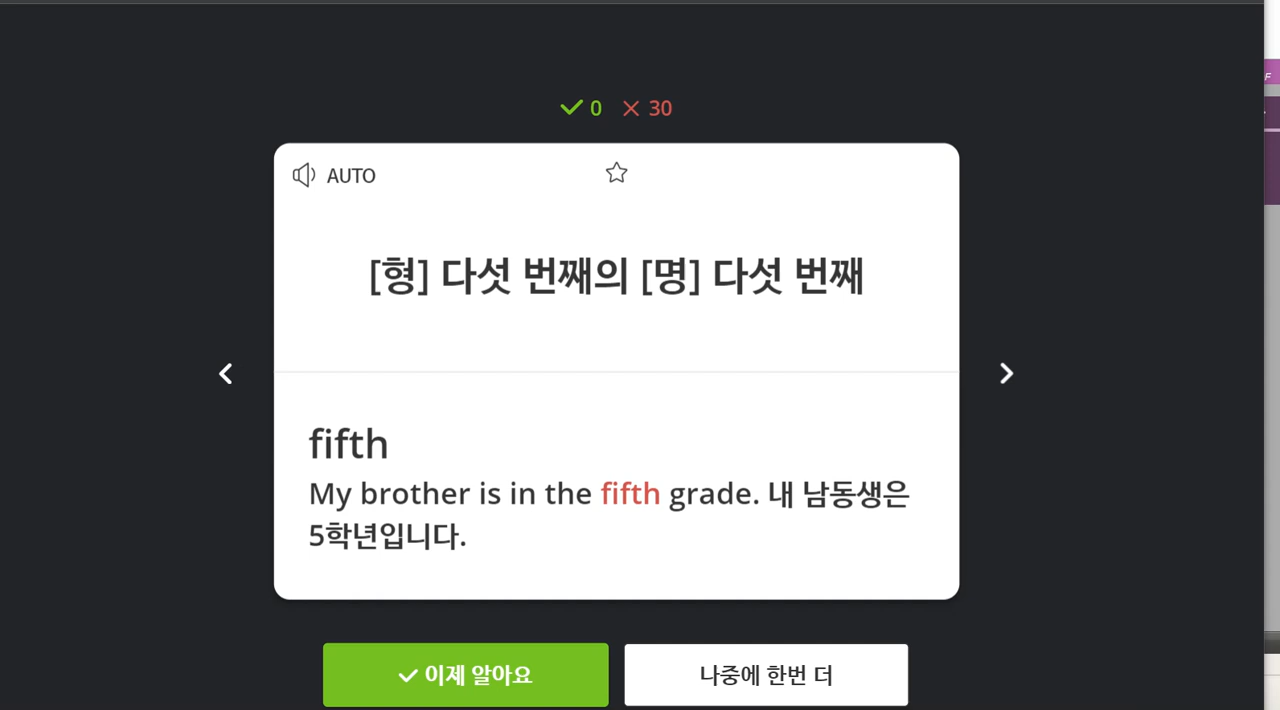 0 30
AUTO
[형] 다섯 번째의 [명] 다섯 번째
fifth
My brother is in the fifth grade. 내 남동생은
5학년입니다.
이제 알아요
나중에 한번 더
F